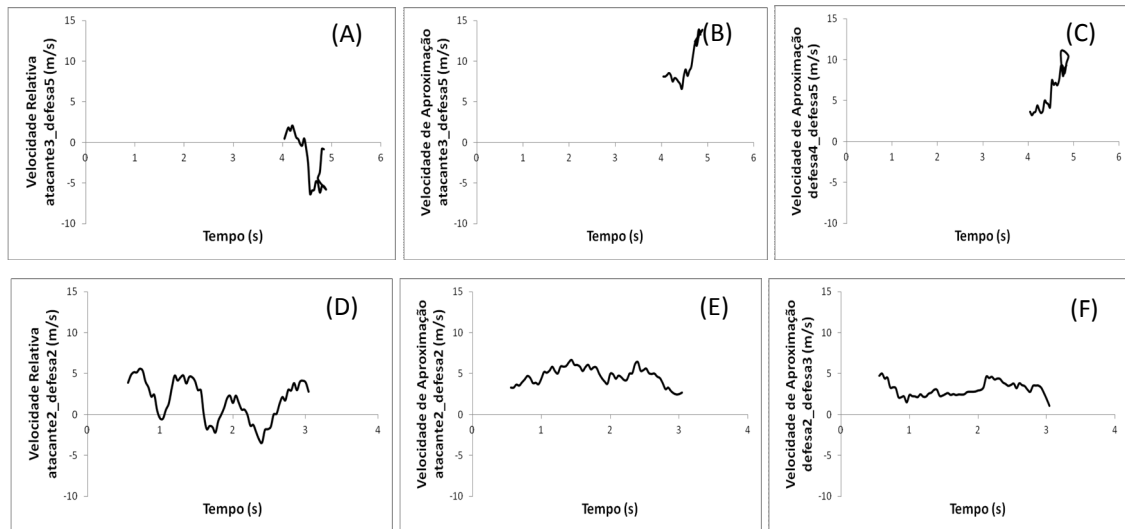 (A)
Velocidade Relativa
atacante3_defesa5 (m/s)
15
10
5
0
-5
-10
0 1 2 3 4 5 6
Tempo (s)
(B)
Velocidade de Aproximação
atacante3_defesa5 (m/s)
15
10
5
0
-5
-10
0 1 2 3 4 5 6
Tempo (s)
(C)
Velocidade de Aproximação
defesa4_defesa5 (m/s)
15
10
5
0
-5
-10
0 1 2 3 4 5 6
Tempo (s)
(D)
Velocidade Relativa
atacante2_defesa2 (m/s)
15
10
5
0
-5
-10
0 1 2 3 4
Tempo (s)
(E)
Velocidade de Aproximação
atacante2_defesa2 (m/s)
15
10
5
0
-5
-10
0 1 2 3 4
Tempo (s)
(F)
Velocidade de Aproximação
defesa2_defesa3 (m/s)
15
10
5
0
-5
-10
0 1 2 3 4
Tempo (s)